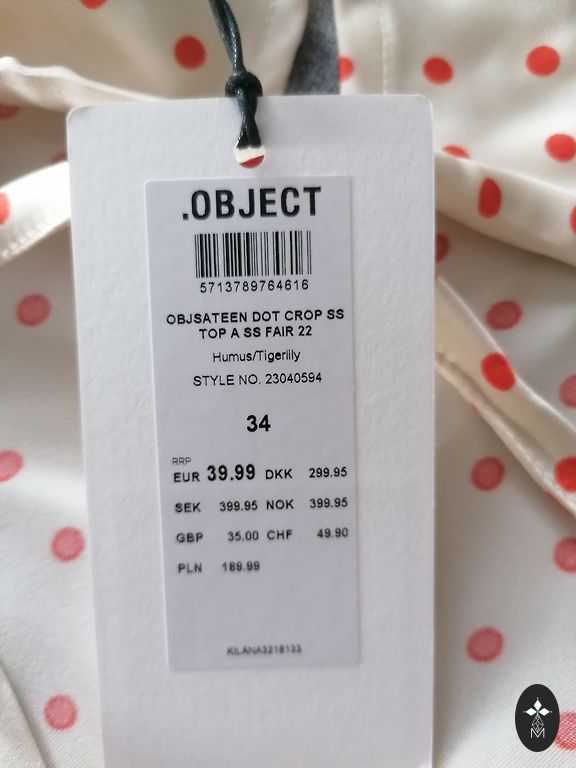 .OBJECT
5713789764616
OBJSATEEN DOT CROP SS
TOP A SS FAIR 22
Humus/Tigerlily
STYLE NO. 23040594
34
RRP
EUR 39.99 DKK 299.95
SEK 399.95 NOK 399.95
GBP 35.00 CHF 49.90
PLN 189.99
KILANA3219133
M